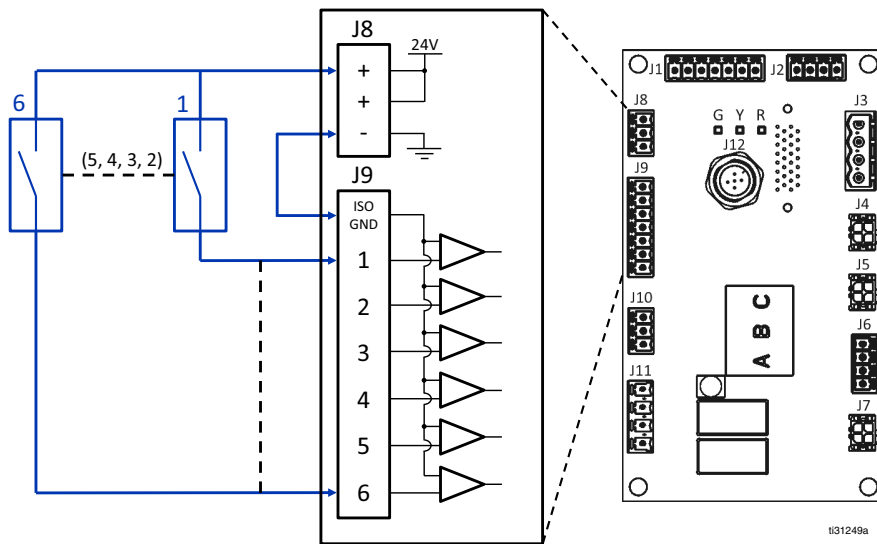 J8
24V
+
+
-
6
1
(5, 4, 3, 2)
J9
ISO
GND
1
2
3
4
5
6
J1
J2
J8
G Y R
J3
J12
J9
J4
J5
J10
A B C
J6
J11
J7
ti31249a